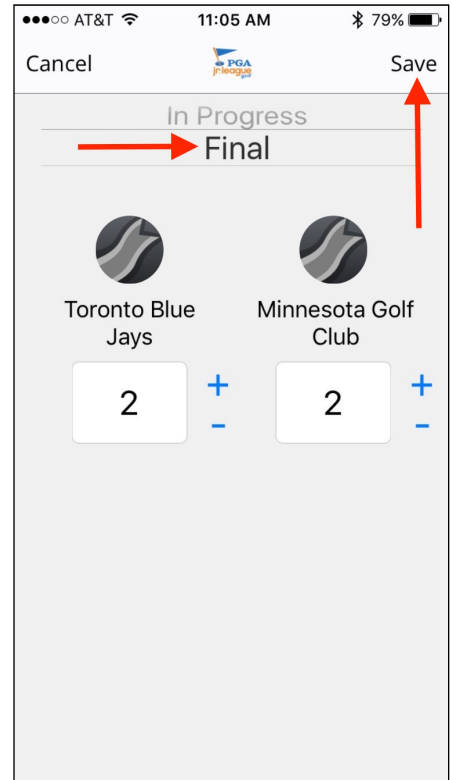 AT&T 11:05 AM 79%
Cancel PGA jr.league golf Save
In Progress
Final
Toronto Blue Jays
Minnesota Golf Club
2 + - 2 + -